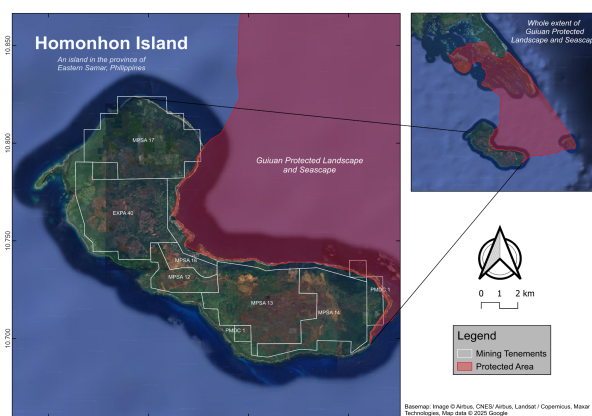 Homonhon Island
An island in the province of
Eastern Samar, Philippines
Whole extent of
Guiuan Protected
Landscape and Seascap
10.850
10.800
10.750
10.700
MPSA 17
Guiuan Protected Landscape
and Seascape
EXPA 40
MPSA 18
MPSA 12
MPSA 13
MPSA 14
PMDC 1
PMDC 1
0 1 2 km
Legend
Mining Tenements
Protected Area
Basemap: Image © Airbus, CNES/ Airbus, Landsat / Copernicus, Maxar
Technologies, Map data © 2025 Google